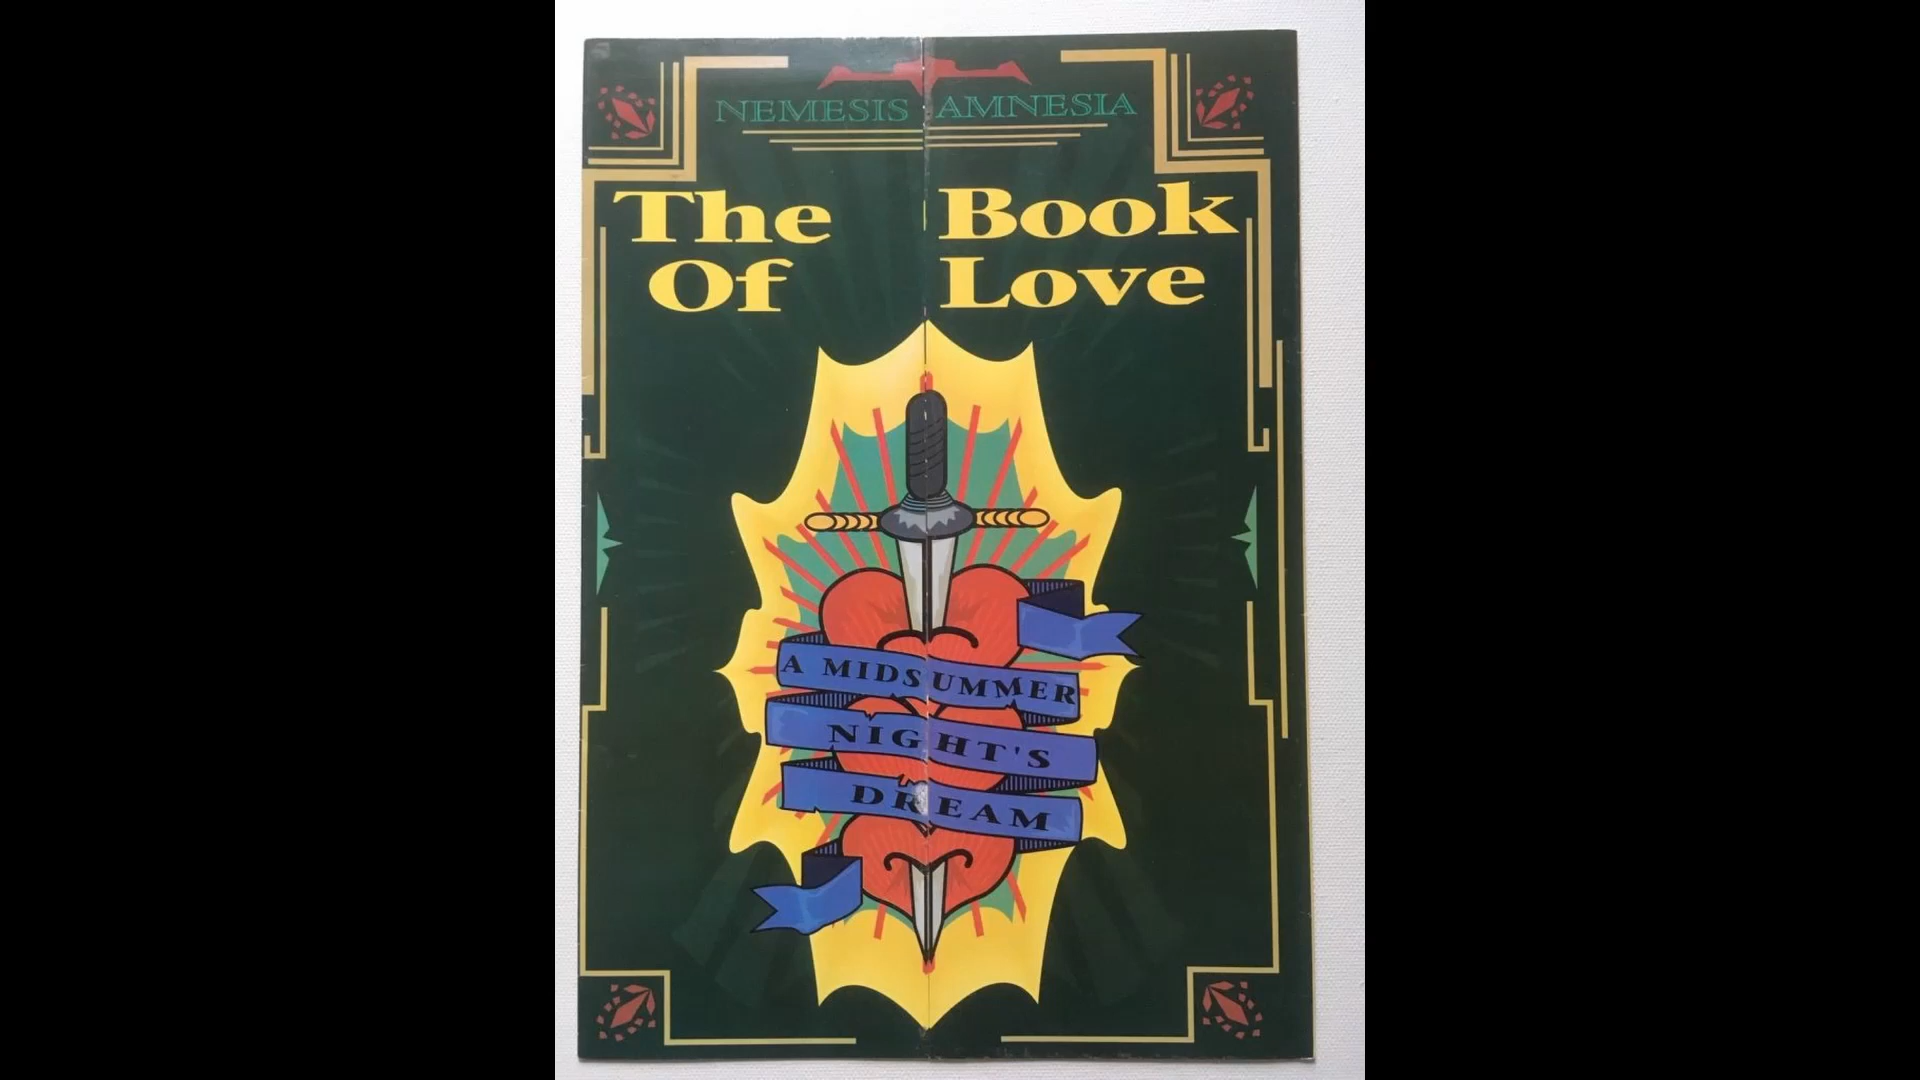 NEMESIS AMNESIA
The Book
Of Love
A MIDSUMMER
NIGHT'S
DREAM